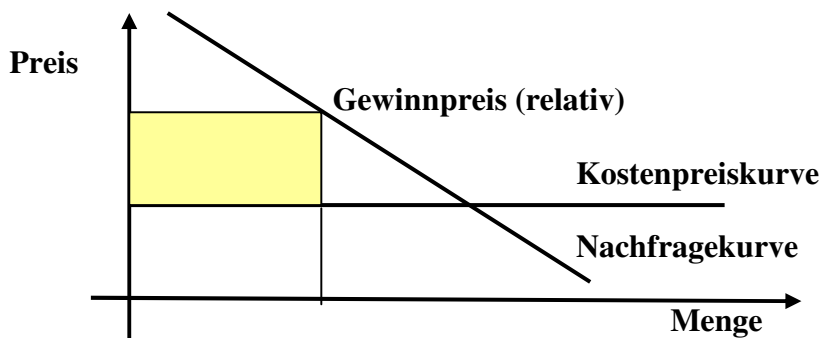 Preis
Gewinnpreis (relativ)
Kostenpreiskurve
Nachfragekurve
Menge